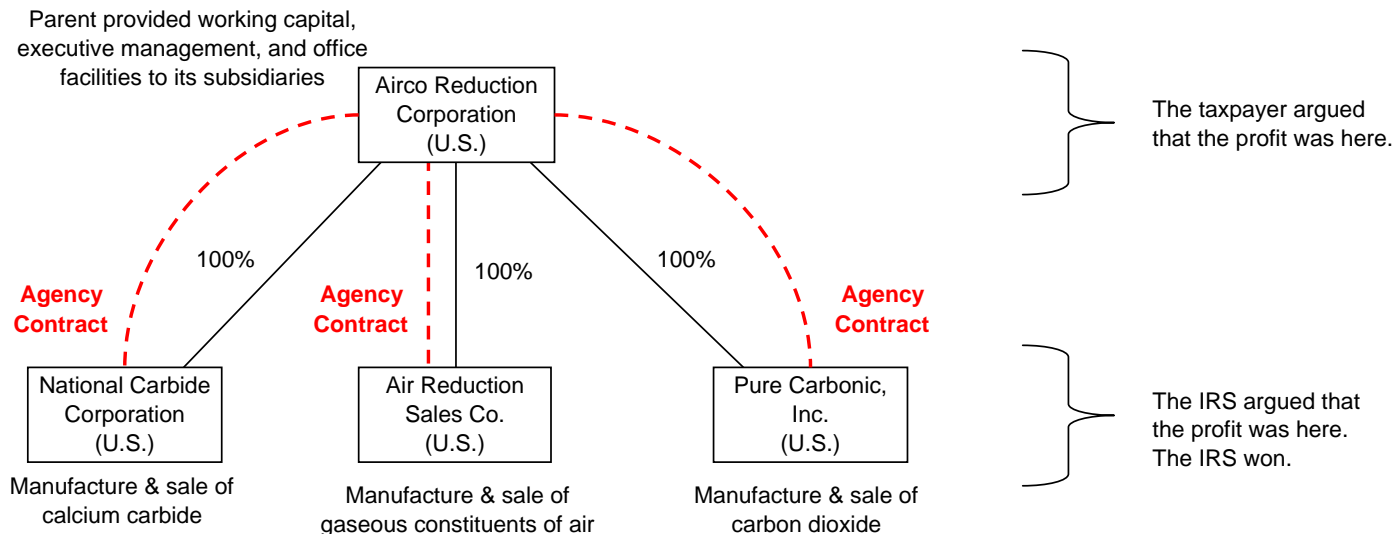 Parent provided working capital,
executive management, and office
facilities to its subsidiaries
Airco Reduction
Corporation
(U.S.)
The taxpayer argued
that the profit was here.
100%
100%
100%
Agency
Contract
Agency
Contract
Agency
Contract
National Carbide
Corporation
(U.S.)
Air Reduction
Sales Co.
(U.S.)
Pure Carbonic,
Inc.
(U.S.)
The IRS argued that
the profit was here.
The IRS won.
Manufacture & sale of
calcium carbide
Manufacture & sale of
gaseous constituents of air
Manufacture & sale of
carbon dioxide